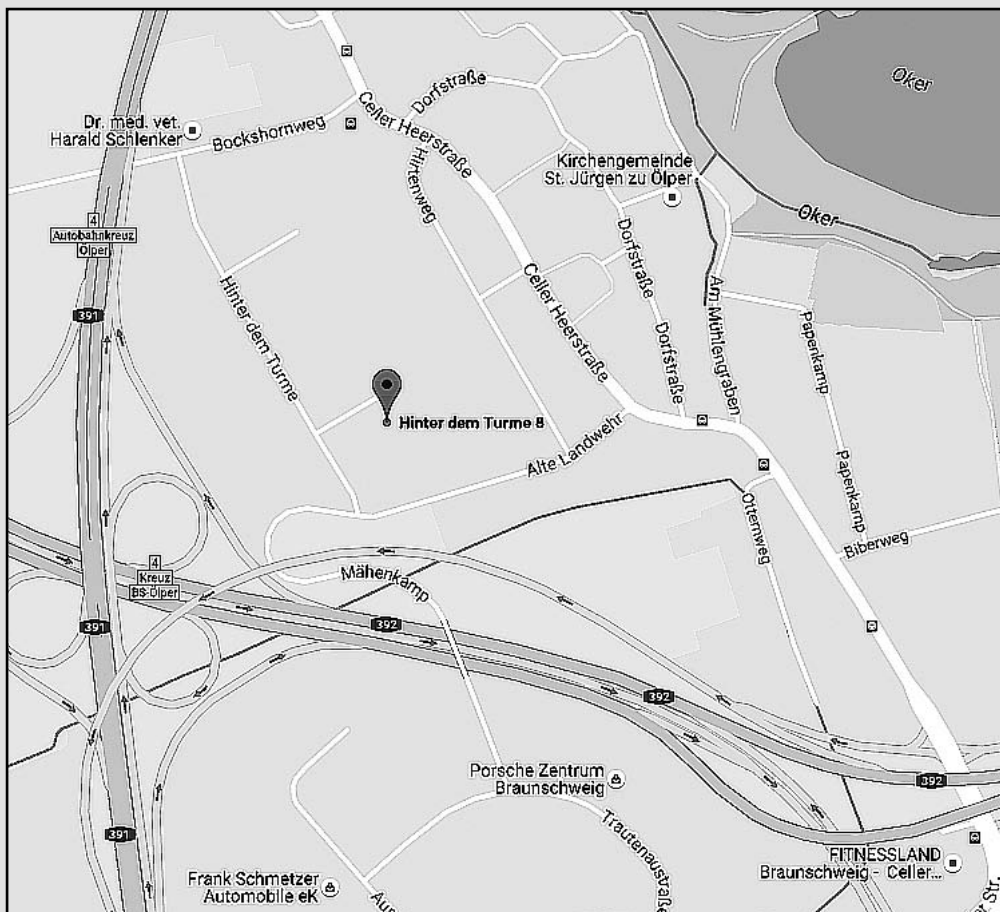 Oker
Dorfstraße
Celler Heerstraße
Dr. med. vet.
Harald Schlenker
Bockshornweg
Kirchengemeinde
St. Jürgen zu Ölper
Hirtenweg
Oker
4
Autobahnkreuz
Ölper
Dorfstraße
Hinter dem Turme
Celler Heerstraße
Am Mühlengraben
391
Papenkamp
Dorfstraße
Hinter dem Turme 8
Alte Landwehr
Papenkamp
Otternweg
Biberweg
4
Kreuz
BS-Ölper
Mähenkamp
391
392
392
Porsche Zentrum
Braunschweig
392
Trautenaustraße
391
FITNESSLAND
Braunschweig - Celler...
Frank Schmetzer
Automobile eK